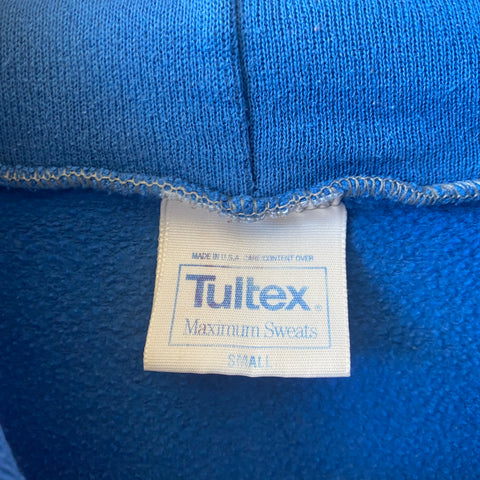 MADE IN U.S.A. CARE/CONTENT OVER
Tultex®
Maximum Sweats
SMALL